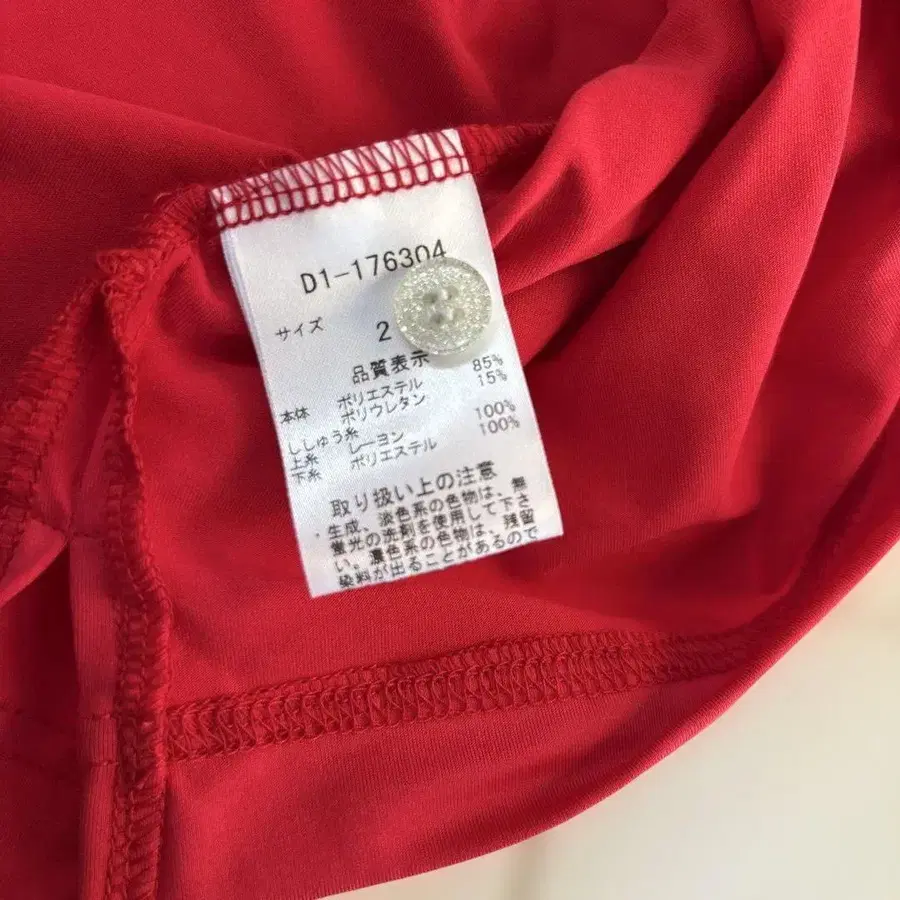 D1-176304
サイズ 2
品質表示
本体 ポリエステル 85%
ポリウレタン 15%
ししゅう糸
上糸 レーヨン 100%
下糸 ポリエステル 100%
取り扱い上の注意
・生成、淡色系の色物は、無
蛍光の洗剤を使用して下さ
い、濃色系の色物は、残留
染料が出ることがあるので